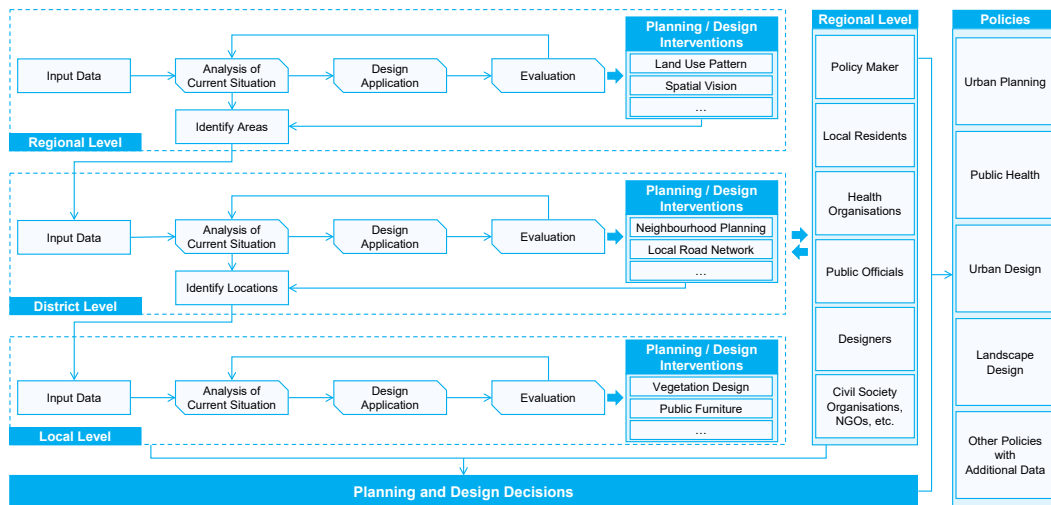 Input Data
Analysis of
Current Situation
Design
Application
Evaluation
Planning / Design
Interventions
Land Use Pattern
Spatial Vision
…
Identify Areas
Regional Level
Input Data
Analysis of
Current Situation
Design
Application
Evaluation
Planning / Design
Interventions
Neighbourhood Planning
Local Road Network
…
Identify Locations
District Level
Input Data
Analysis of
Current Situation
Design
Application
Evaluation
Planning / Design
Interventions
Vegetation Design
Public Furniture
…
Local Level
Planning and Design Decisions
Regional Level
Policy Maker
Local Residents
Health
Organisations
Public Officials
Designers
Civil Society
Organisations,
NGOs, etc.
Policies
Urban Planning
Public Health
Urban Design
Landscape
Design
Other Policies
with
Additional Data